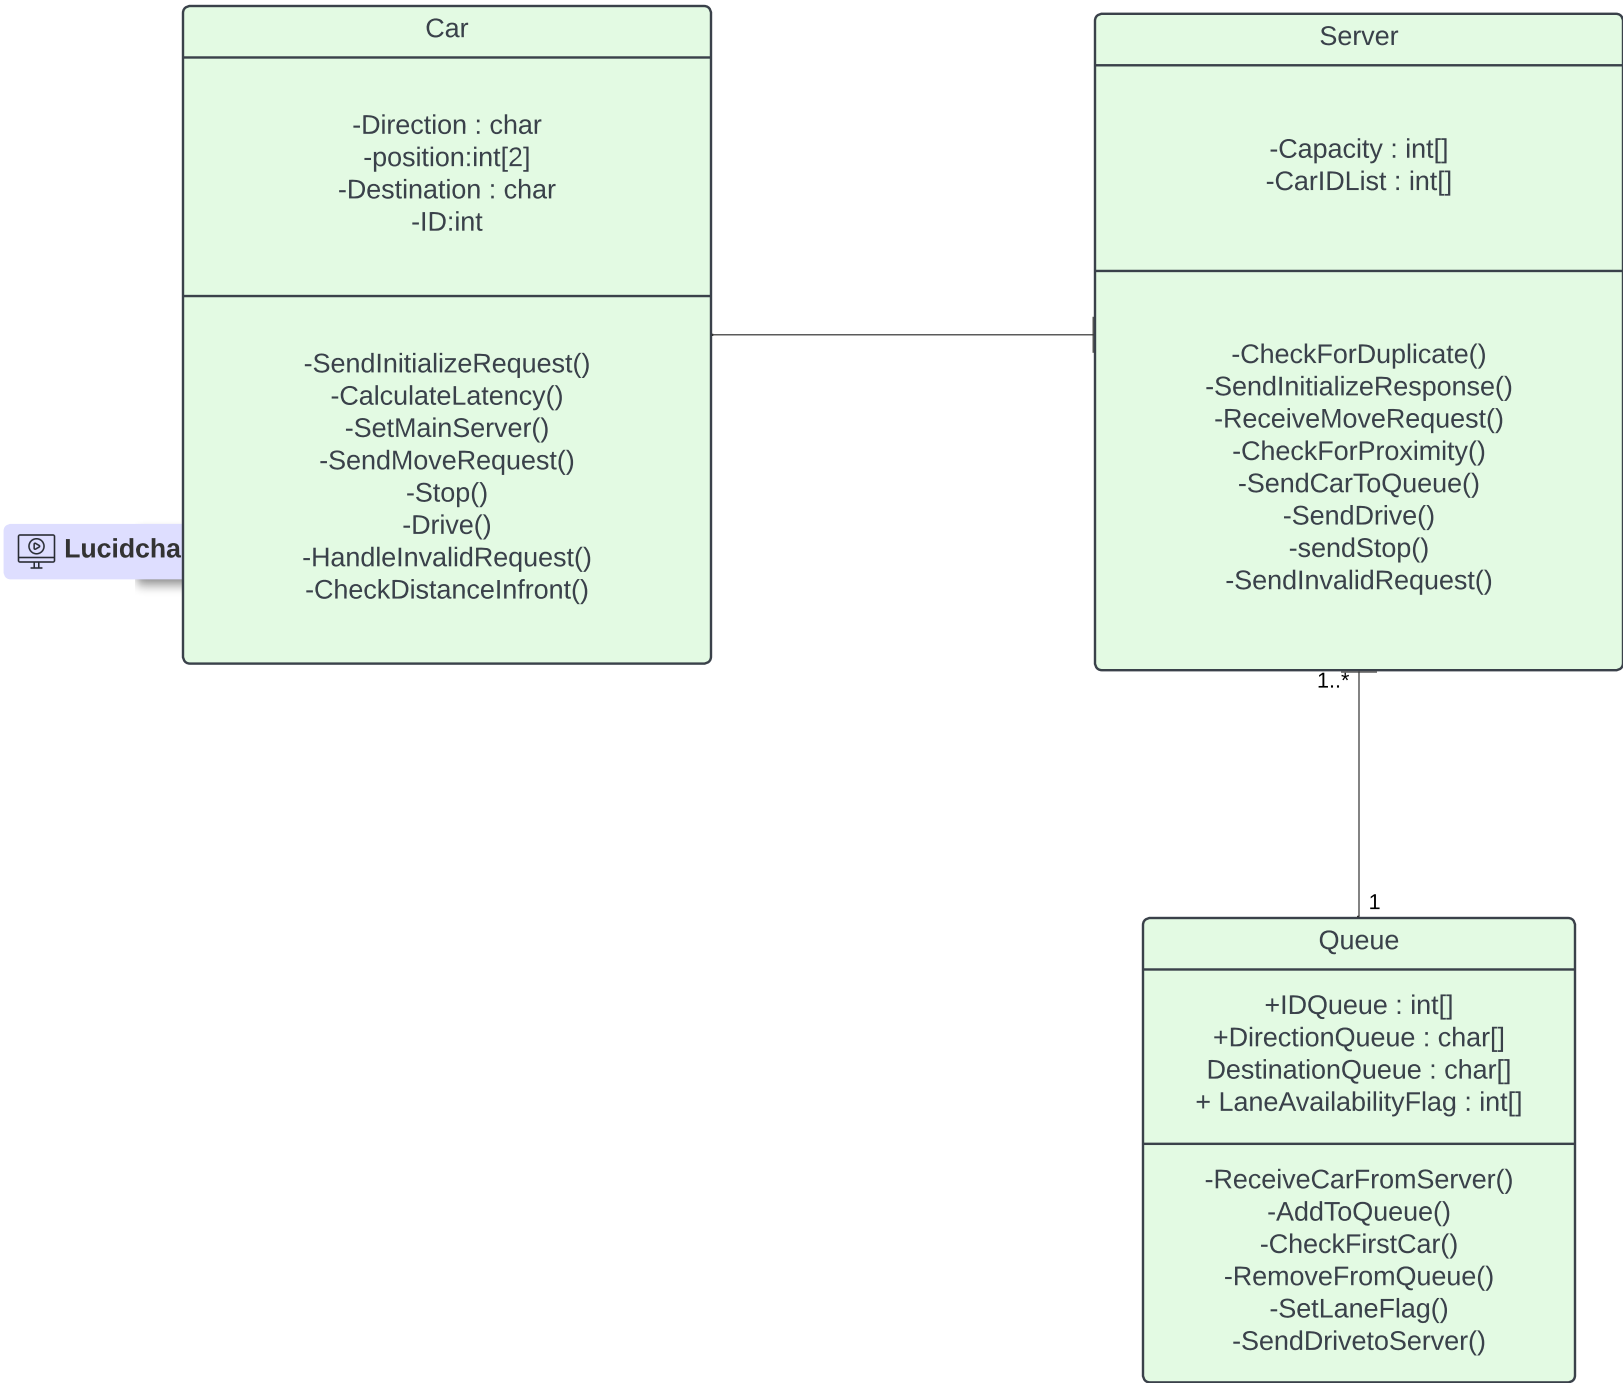 Car
-Direction : char
-position:int[2]
-Destination : char
-ID:int
-SendInitializeRequest()
-CalculateLatency()
-SetMainServer()
-SendMoveRequest()
-Stop()
-Drive()
-HandleInvalidRequest()
-CheckDistanceInfront()
Lucidcha
Server
-Capacity : int[]
-CarIDList : int[]
-CheckForDuplicate()
-SendInitializeResponse()
-ReceiveMoveRequest()
-CheckForProximity()
-SendCarToQueue()
-SendDrive()
-sendStop()
-SendInvalidRequest()
1..*
1
Queue
+IDQueue : int[]
+DirectionQueue : char[]
DestinationQueue : char[]
+ LaneAvailabilityFlag : int[]
-ReceiveCarFromServer()
-AddToQueue()
-CheckFirstCar()
-RemoveFromQueue()
-SetLaneFlag()
-SendDrivetoServer()